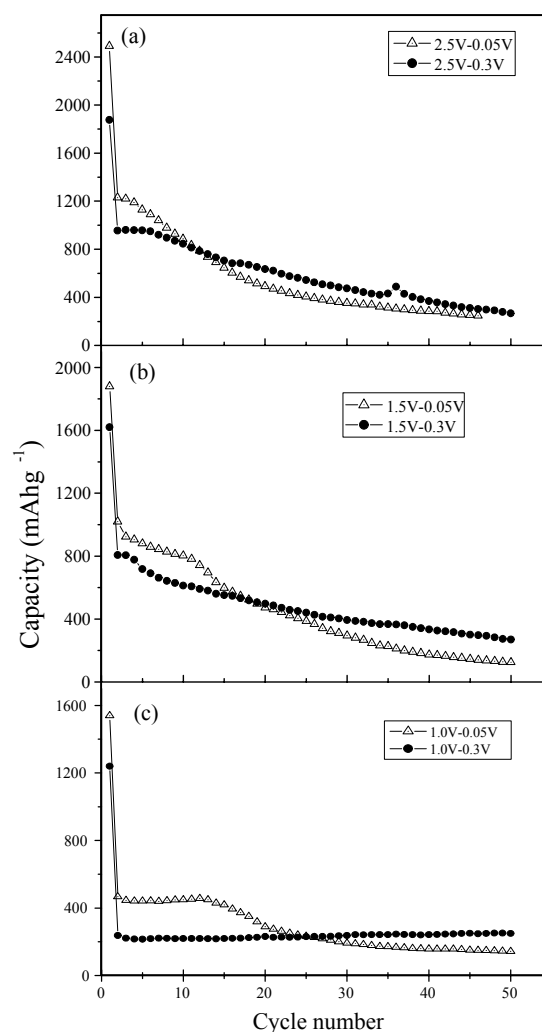 (a)
2.5V-0.05V
2.5V-0.3V
2400
2000
1600
1200
800
400
0
(b)
1.5V-0.05V
1.5V-0.3V
2000
1600
1200
800
400
0
Capacity (mAhg -1)
(c)
1.0V-0.05V
1.0V-0.3V
1600
1200
800
400
0
0 10 20 30 40 50
Cycle number